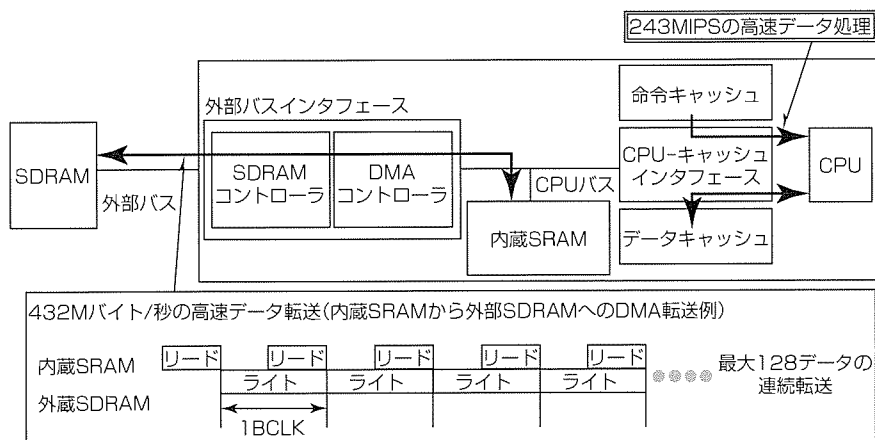 243MIPSの高速データ処理
外部バスインタフェース
命令キャッシュ
SDRAM
外部バス
SDRAM
コントローラ
DMA
コントローラ
CPUバス
CPU-キャッシュ
インタフェース
CPU
内蔵SRAM
データキャッシュ
432Mバイト/秒の高速データ転送(内蔵SRAMから外部SDRAMへのDMA転送例)
内蔵SRAM
リード リード リード リード リード
ライト ライト ライト ライト
外蔵SDRAM
1BCLK
最大128データの
連続転送